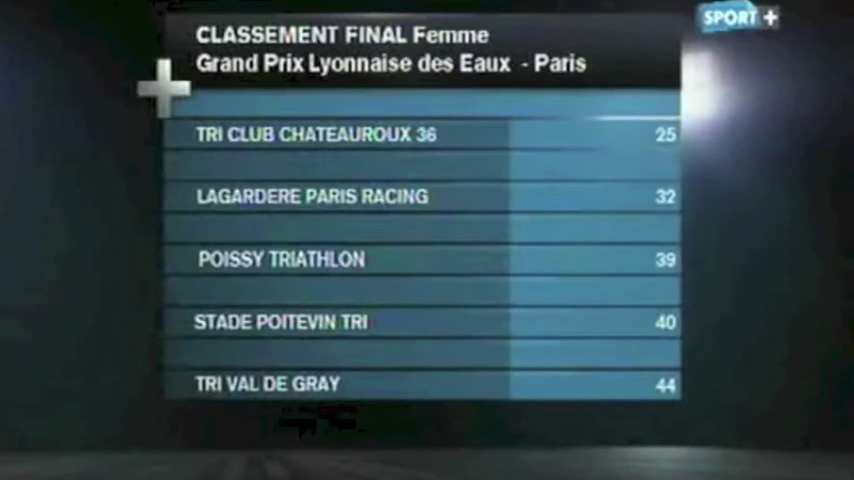 SPORT +
CLASSEMENT FINAL Femme
Grand Prix Lyonnaise des Eaux - Paris
TRI CLUB CHATEAUROUX 36 25
LAGARDERE PARIS RACING 32
POISSY TRIATHLON 39
STADE POITEVIN TRI 40
TRI VAL DE GRAY 44